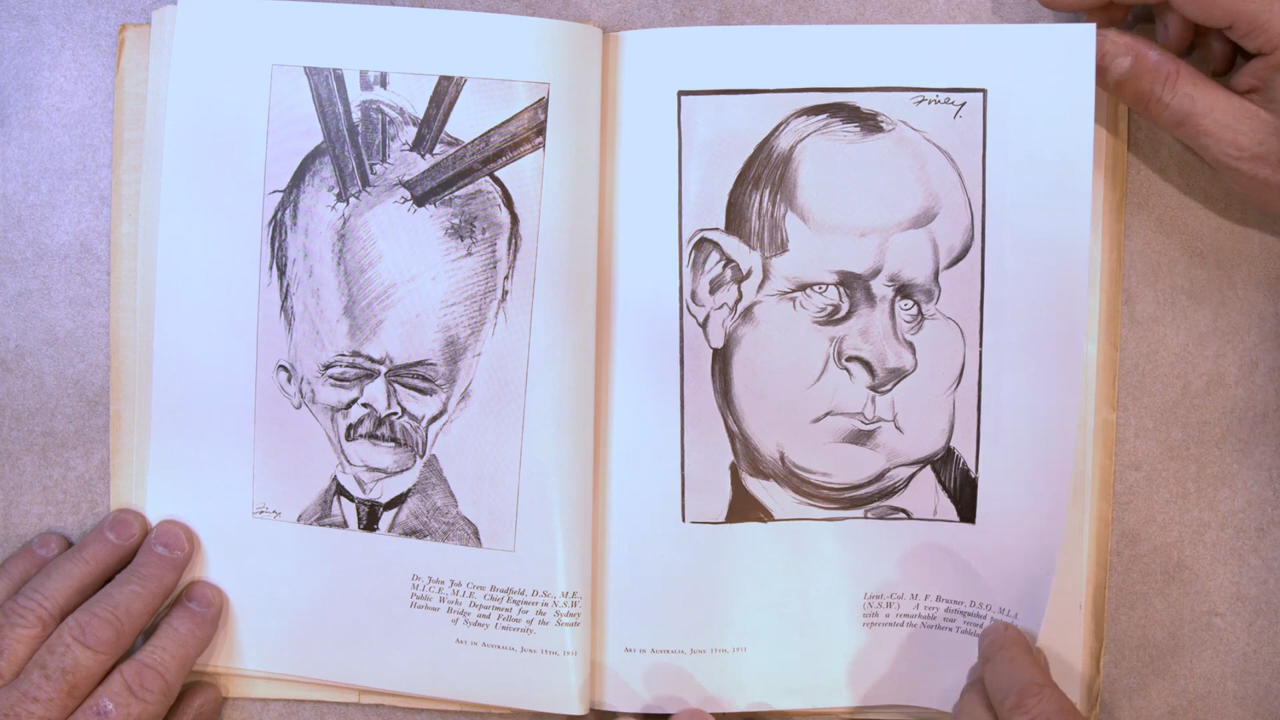 Finey
Dr. John Job Crew Bradfield, D.Sc., M.E.,
M.I.C.E., M.I.E. Chief Engineer in N.S.W.
Public Works Department for the Sydney
Harbour Bridge and Fellow of the Senate
of Sydney University.
Art in Australia, June 15th, 1931
Finey.
Lieut.-Col. M. F. Bruxner, D.S.O., M.L.A.
(N.S.W.) A very distinguished
with a remarkable war record
represented the Northern
Art in Australia, June 15th, 1931